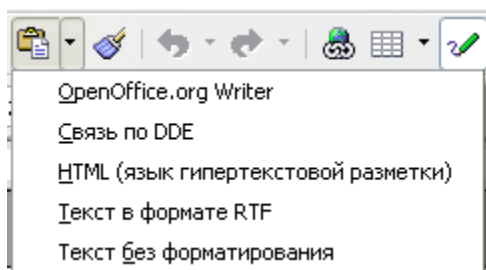 OpenOffice.org Writer
Связь по DDE
HTML (язык гипертекстовой разметки)
Текст в формате RTF
Текст без форматирования